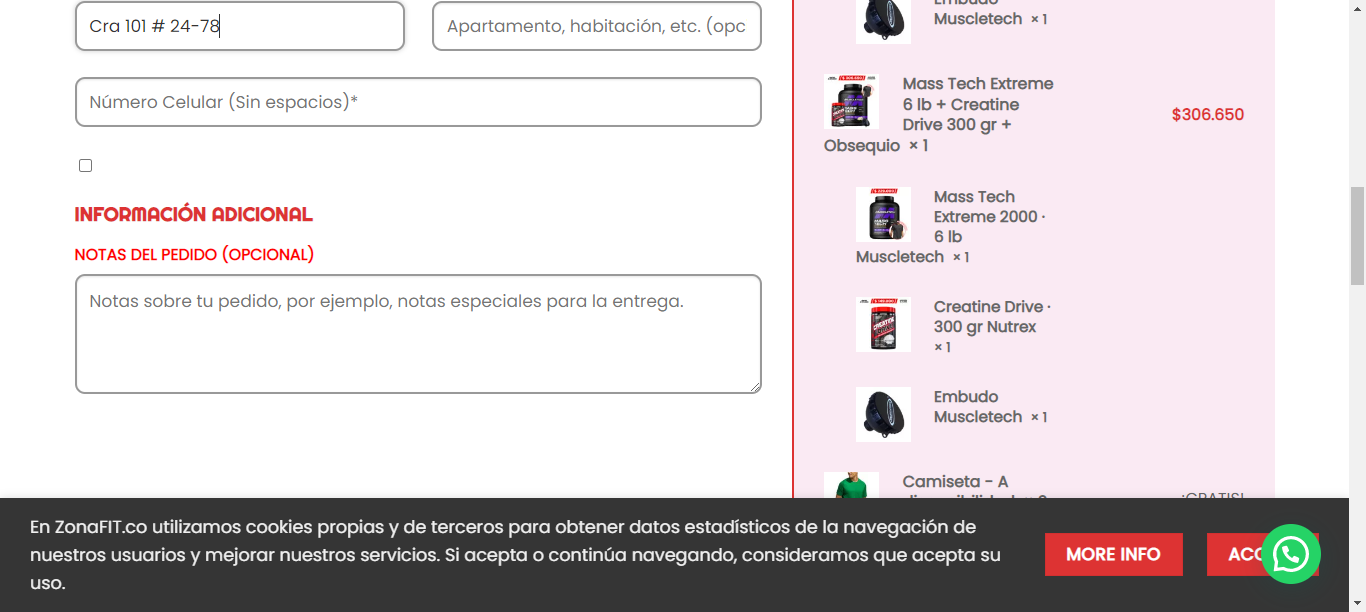 Cra 101 # 24-78
Apartamento, habitación, etc. (opc
Número Celular (Sin espacios)*
INFORMACIÓN ADICIONAL
NOTAS DEL PEDIDO (OPCIONAL)
Notas sobre tu pedido, por ejemplo, notas especiales para la entrega.
Embudo
Muscletech × 1
Mass Tech Extreme
6 lb + Creatine
Drive 300 gr +
Obsequio × 1
$306.650
Mass Tech
Extreme 2000 ·
6 lb
Muscletech × 1
Creatine Drive ·
300 gr Nutrex
× 1
Embudo
Muscletech × 1
Camiseta - A
¡GRATIS!
En ZonaFIT.co utilizamos cookies propias y de terceros para obtener datos estadísticos de la navegación de
nuestros usuarios y mejorar nuestros servicios. Si acepta o continúa navegando, consideramos que acepta su
uso.
MORE INFO
ACC